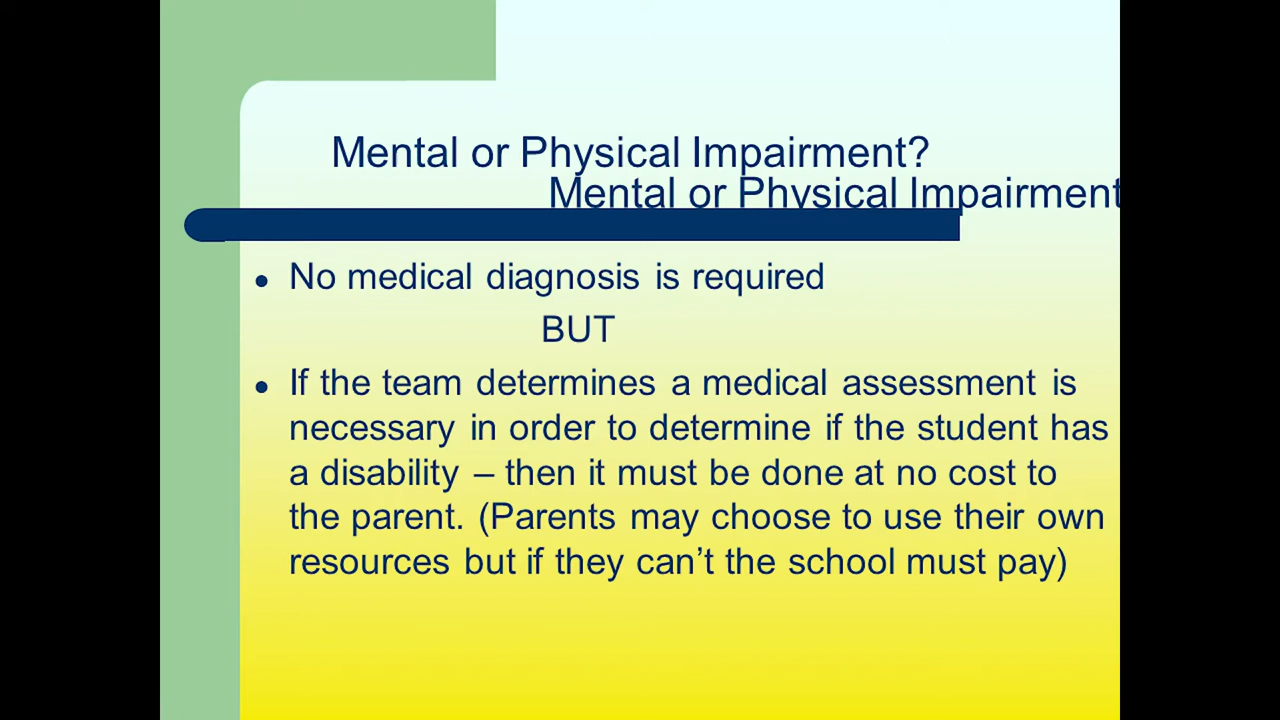 Mental or Physical Impairment?
Mental or Physical Impairment
No medical diagnosis is required
BUT
If the team determines a medical assessment is
necessary in order to determine if the student has
a disability – then it must be done at no cost to
the parent. (Parents may choose to use their own
resources but if they can’t the school must pay)